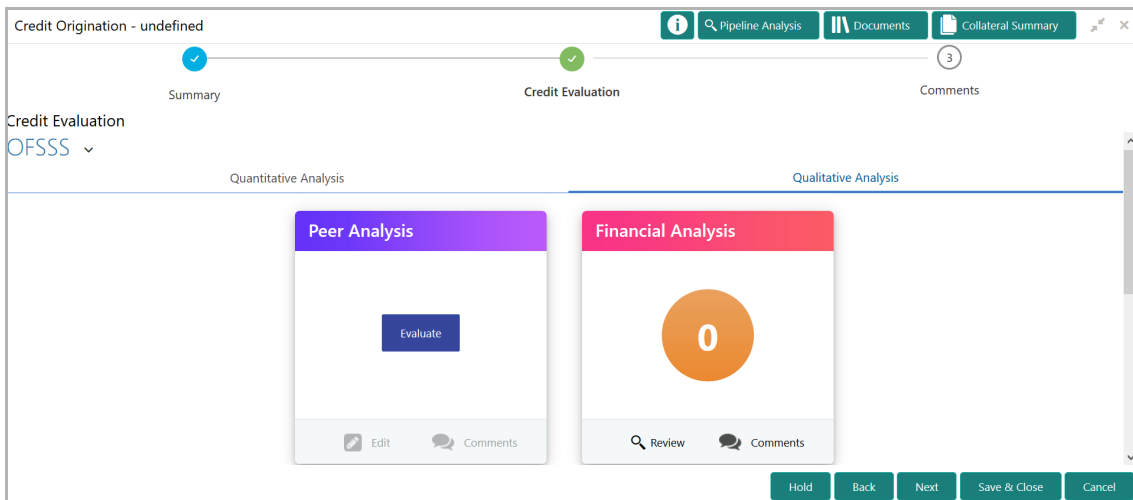 Credit Origination - undefined
Pipeline Analysis
Documents
Collateral Summary
3
Summary
Credit Evaluation
Comments
Credit Evaluation
OFSSS
Quantitative Analysis
Qualitative Analysis
Peer Analysis
Financial Analysis
Evaluate
0
Edit
Comments
Review
Comments
Hold
Back
Next
Save & Close
Cancel